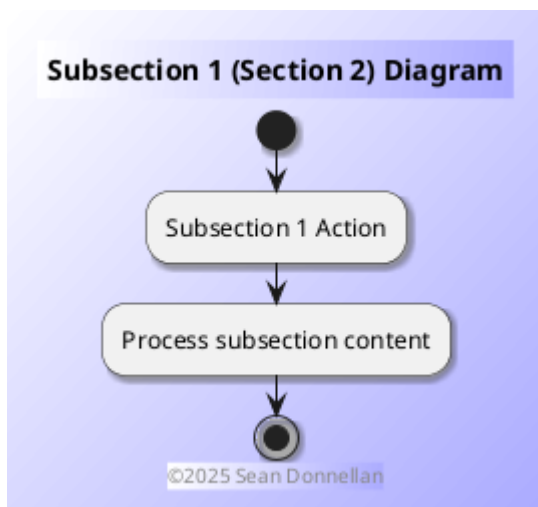 Subsection 1 (Section 2) Diagram
Subsection 1 Action
Process subsection content
©2025 Sean Donnellan